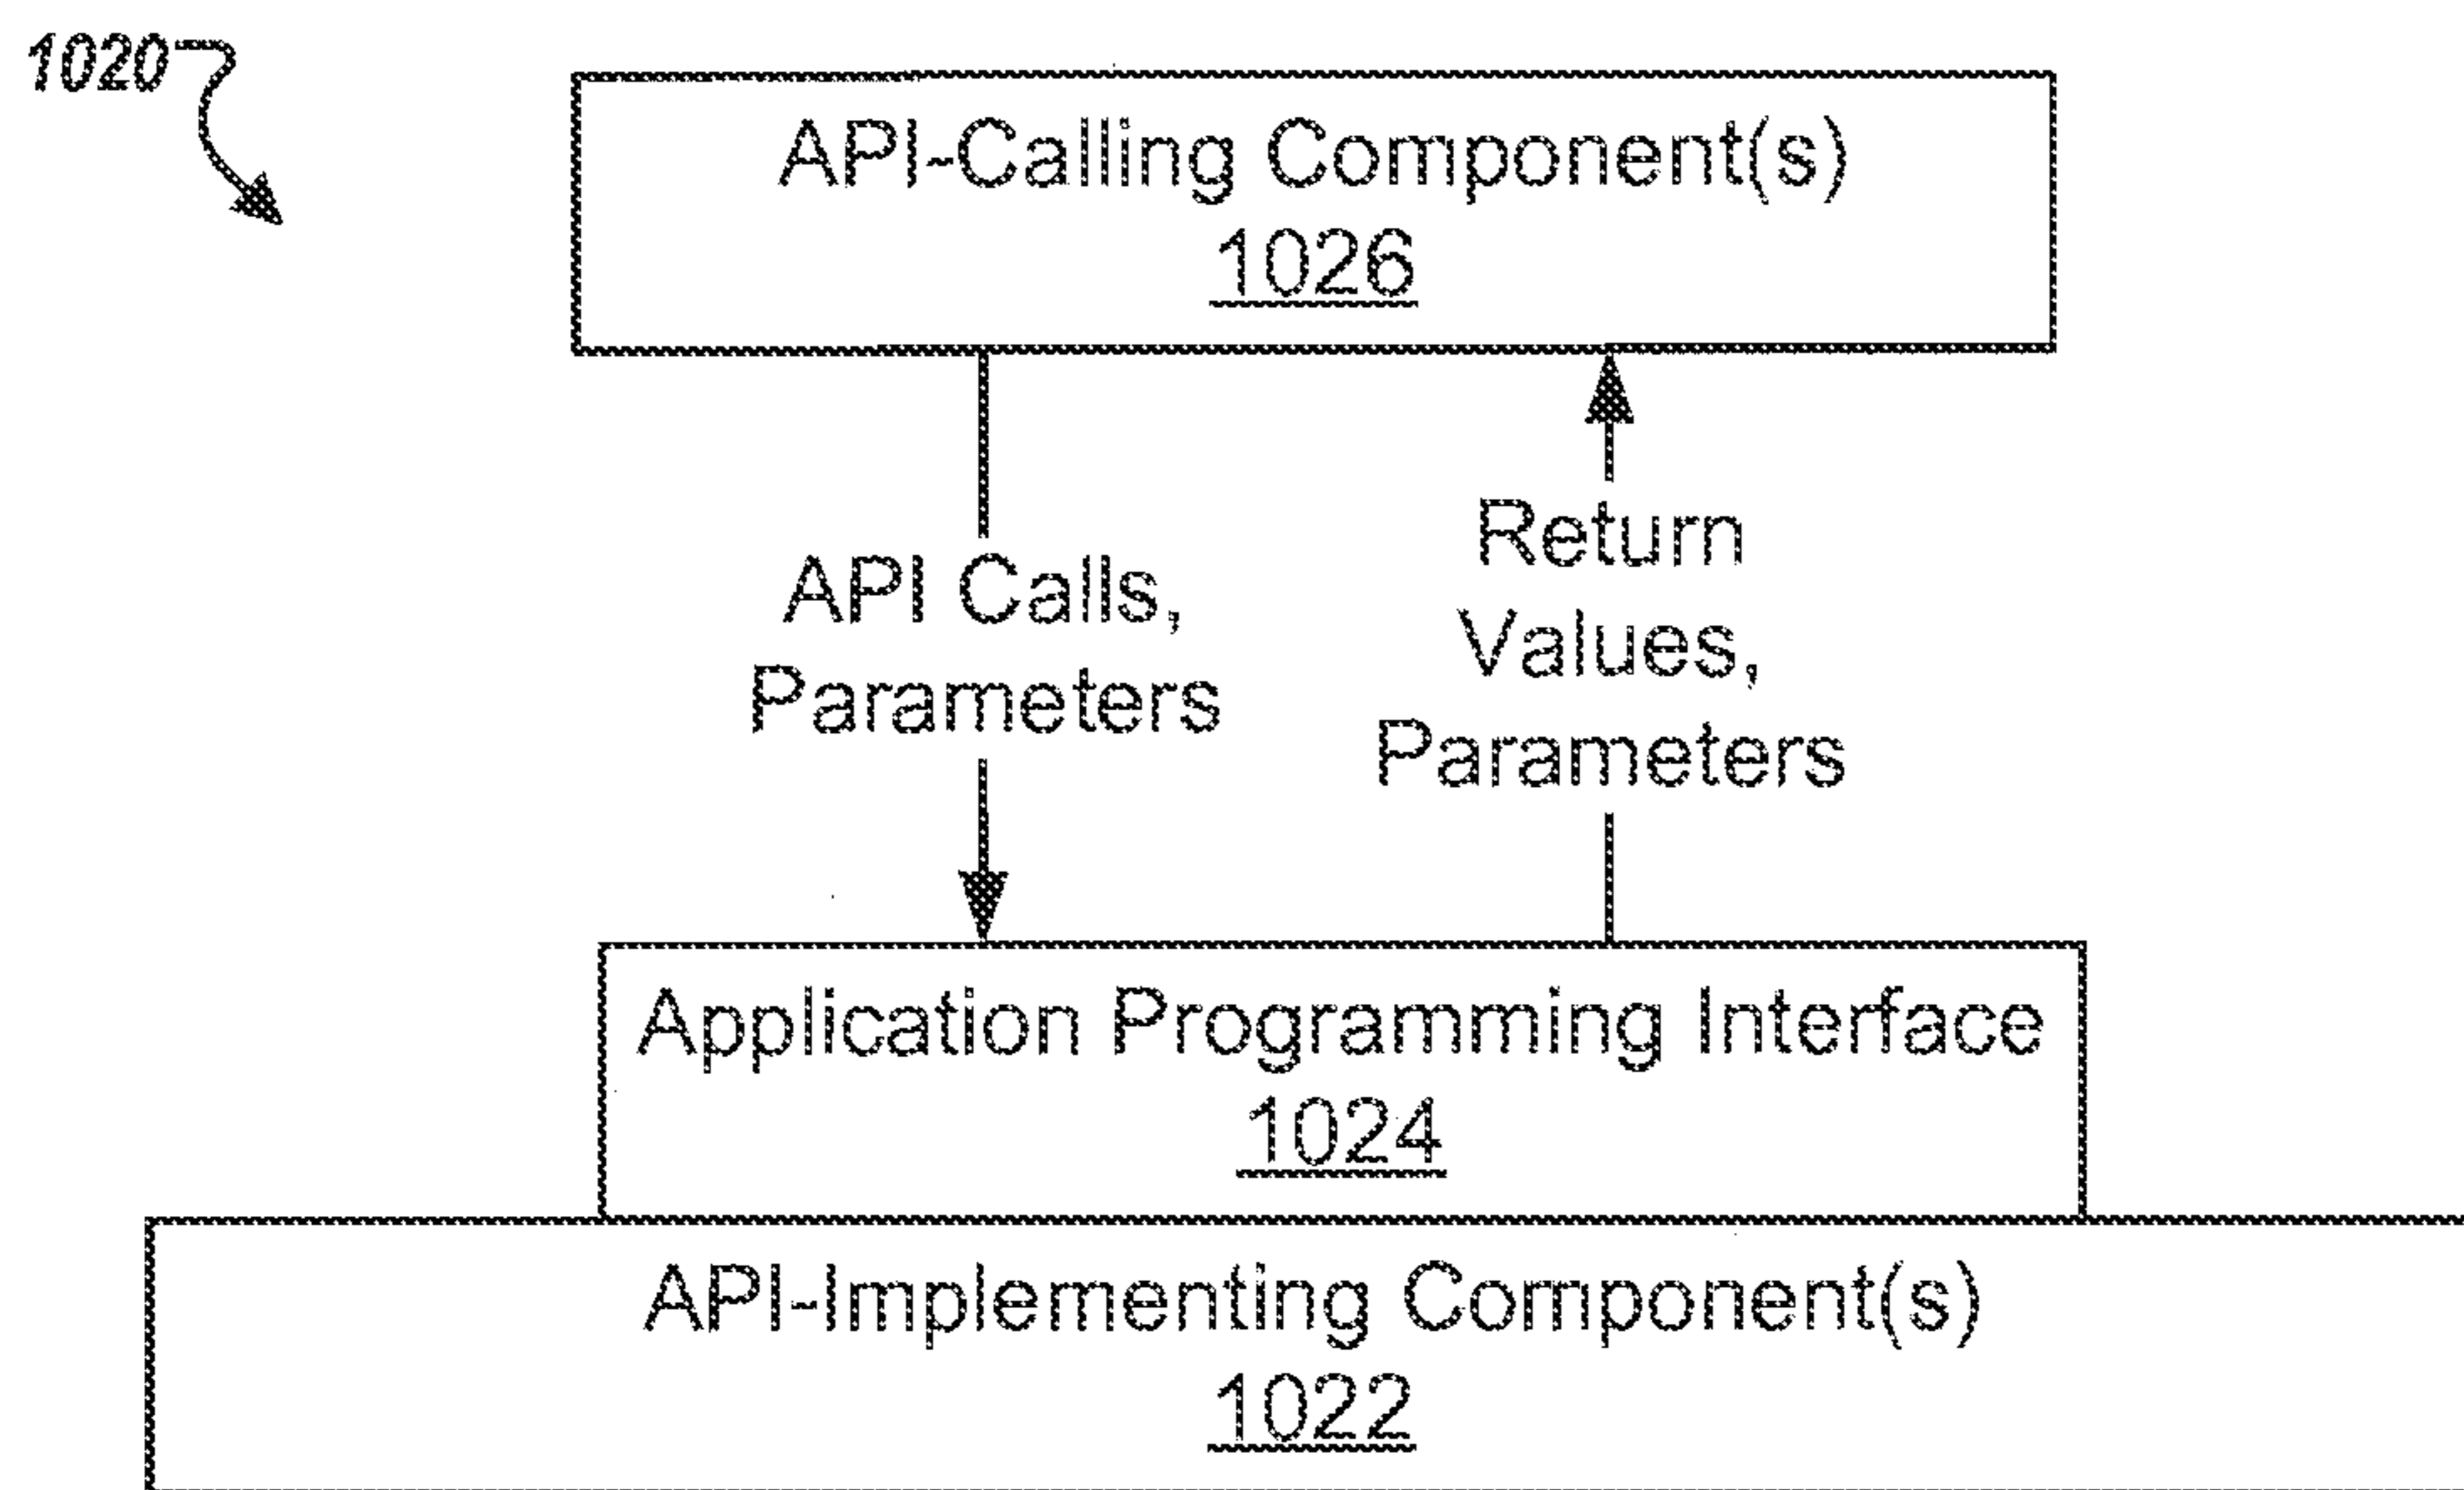 1020
API-Calling Component(s)
1026
API Calls,
Parameters
Return
Values,
Parameters
Application Programming Interface
1024
API-Implementing Component(s)
1022